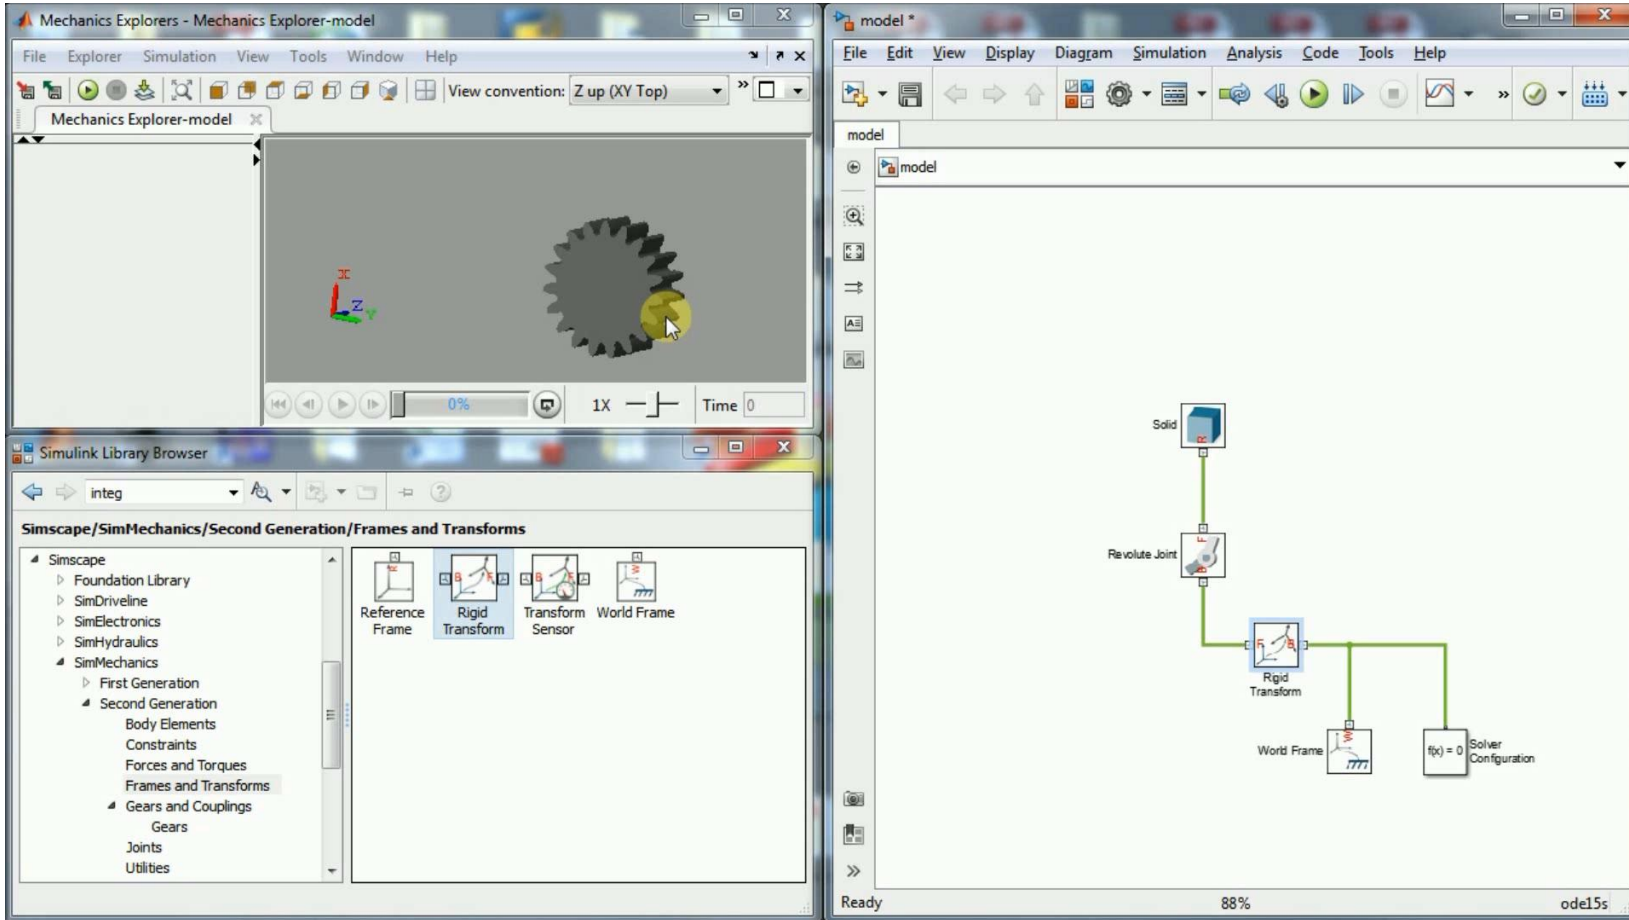 Mechanics Explorers - Mechanics Explorer-model
File Explorer Simulation View Tools Window Help
View convention: Z up (XY Top)
Mechanics Explorer-model
X
Z
Y
0%
1X
Time 0
Simulink Library Browser
integ
Simscape/SimMechanics/Second Generation/Frames and Transforms
Simscape
Foundation Library
SimDriveline
SimElectronics
SimHydraulics
SimMechanics
First Generation
Second Generation
Body Elements
Constraints
Forces and Torques
Frames and Transforms
Gears and Couplings
Gears
Joints
Utilities
R
B F
B F
W
Reference Frame
Rigid Transform
Transform Sensor
World Frame
model *
File Edit View Display Diagram Simulation Analysis Code Tools Help
model
model
Solid
R
Revolute Joint
F
B
F B
Rigid
Transform
World Frame
W
f(x) = 0
Solver
Configuration
Ready
88%
ode15s